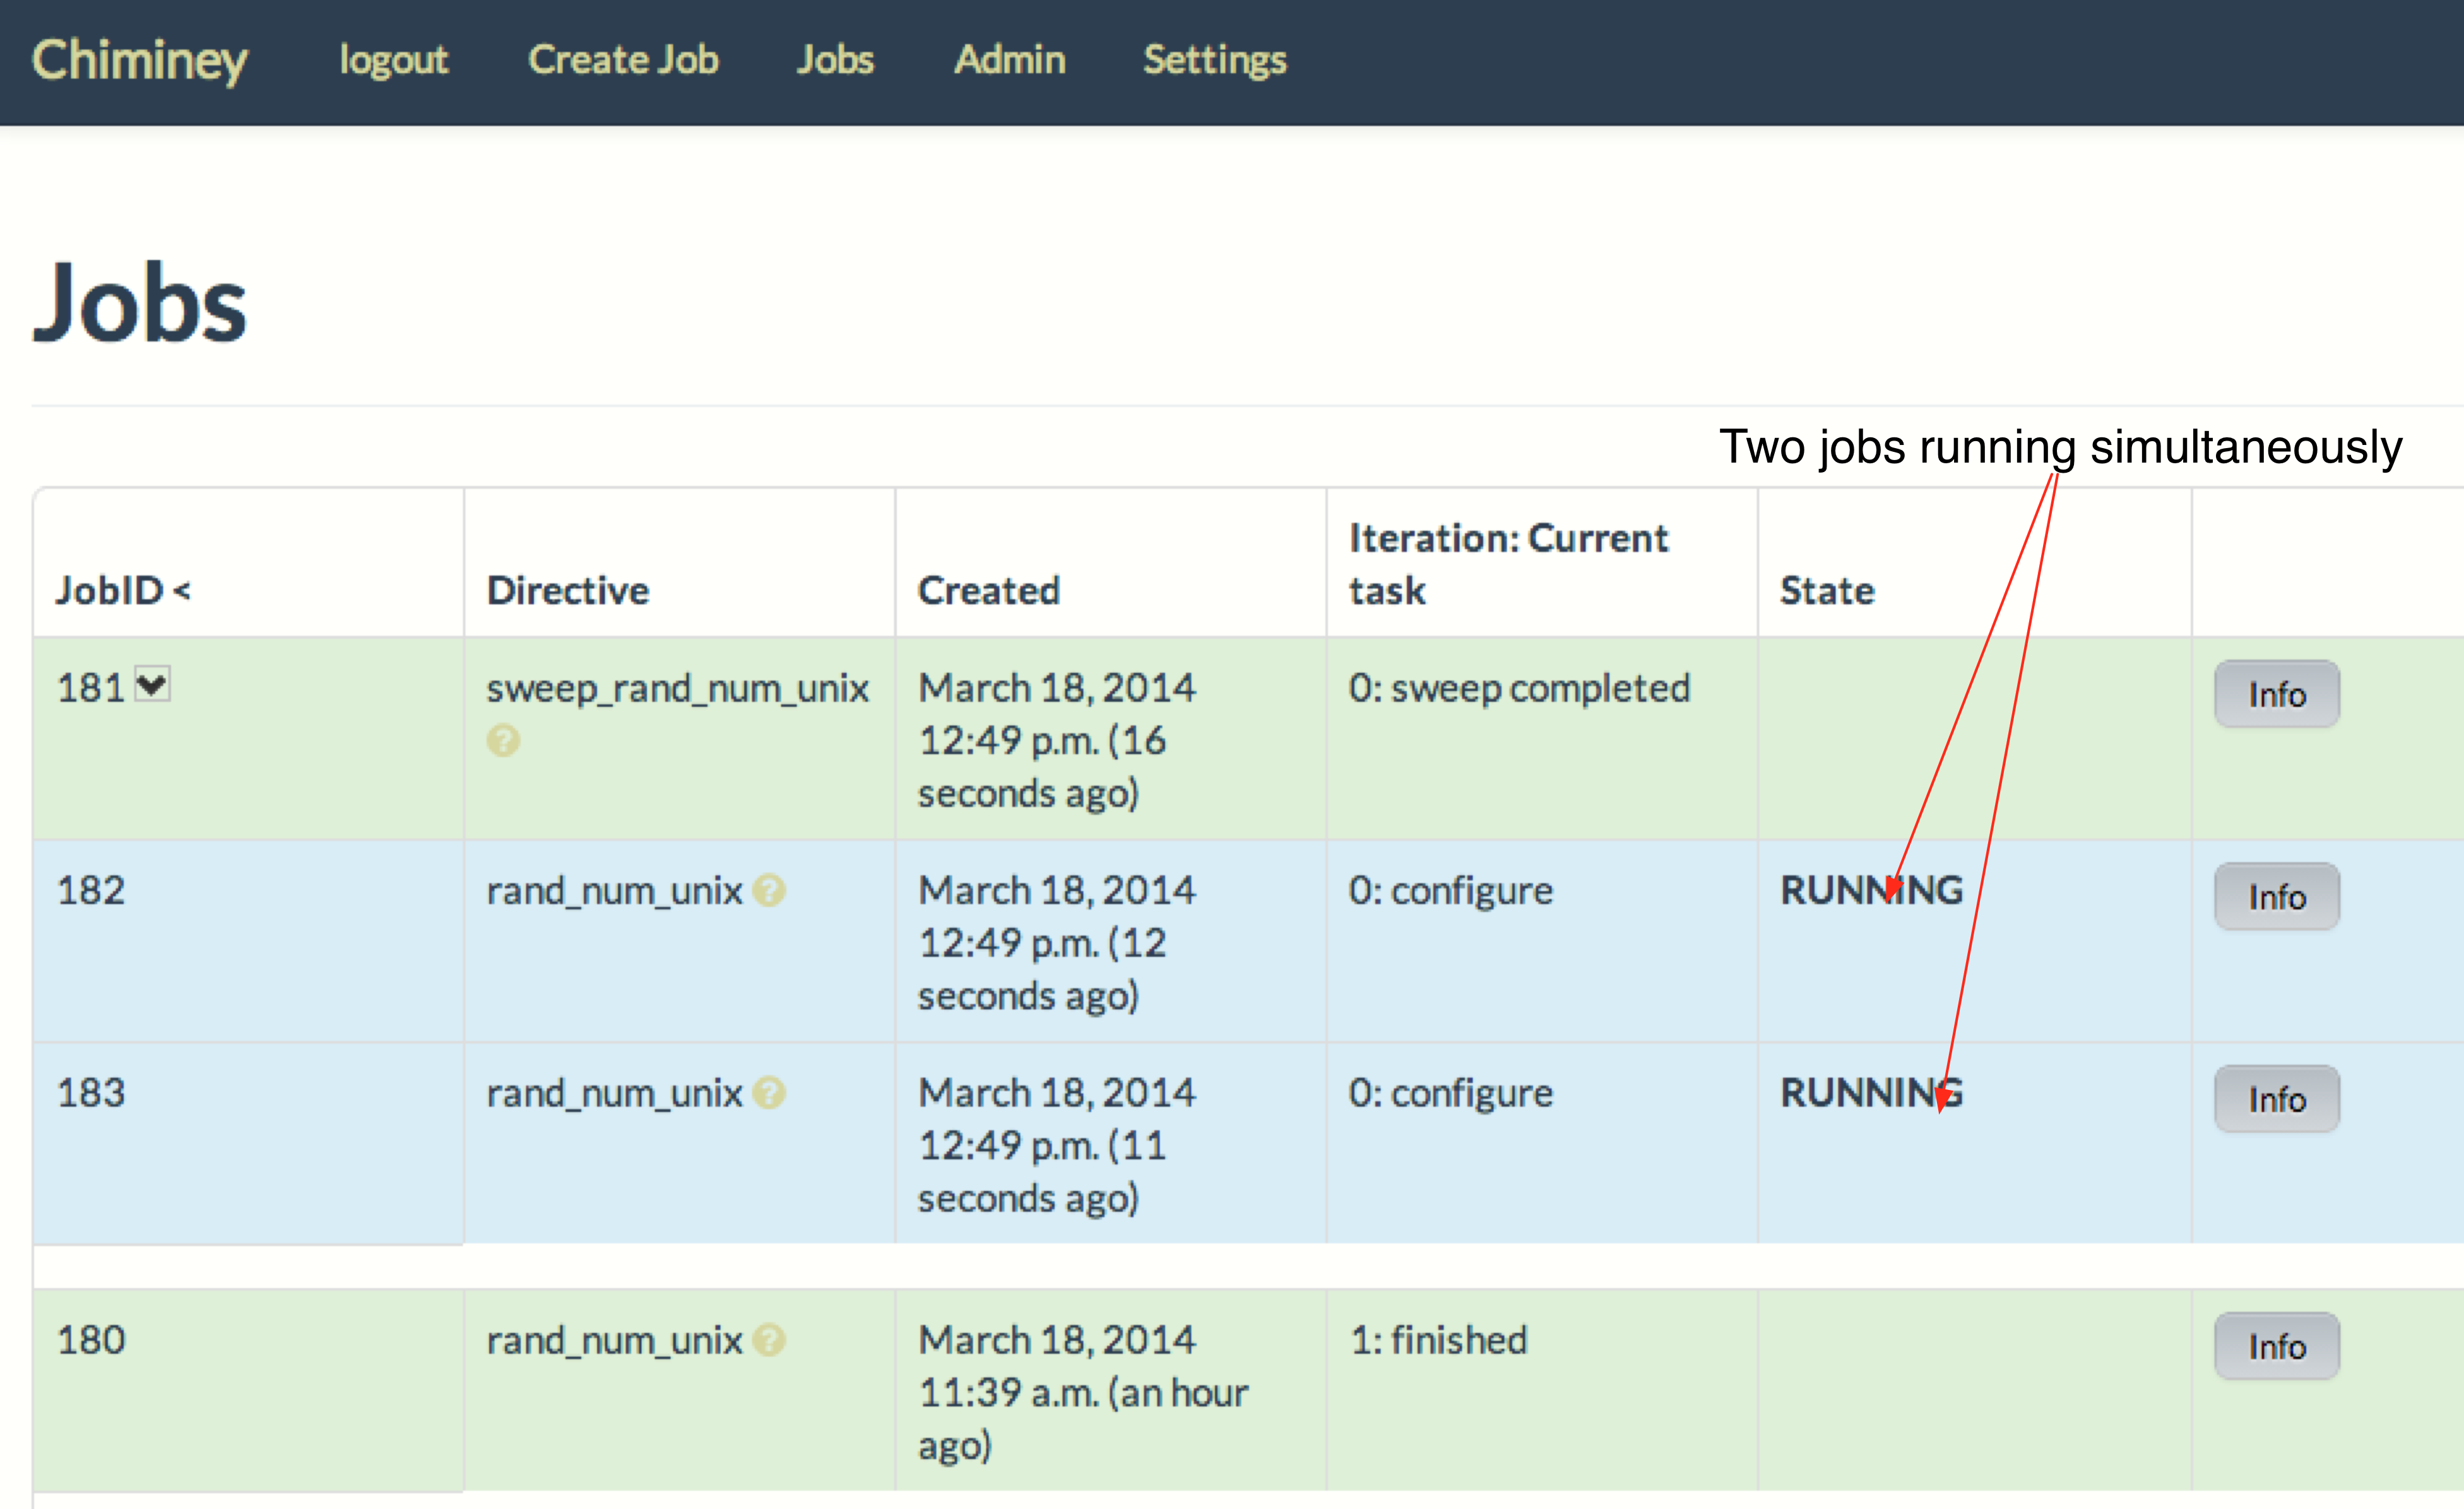 Chiminey logout Create Job Jobs Admin Settings
Jobs
Two jobs running simultaneously
JobID < Directive Created Iteration: Current task State
181 sweep_rand_num_unix ? March 18, 2014 12:49 p.m. (16 seconds ago) 0: sweep completed Info
182 rand_num_unix ? March 18, 2014 12:49 p.m. (12 seconds ago) 0: configure RUNNING Info
183 rand_num_unix ? March 18, 2014 12:49 p.m. (11 seconds ago) 0: configure RUNNING Info
180 rand_num_unix ? March 18, 2014 11:39 a.m. (an hour ago) 1: finished Info